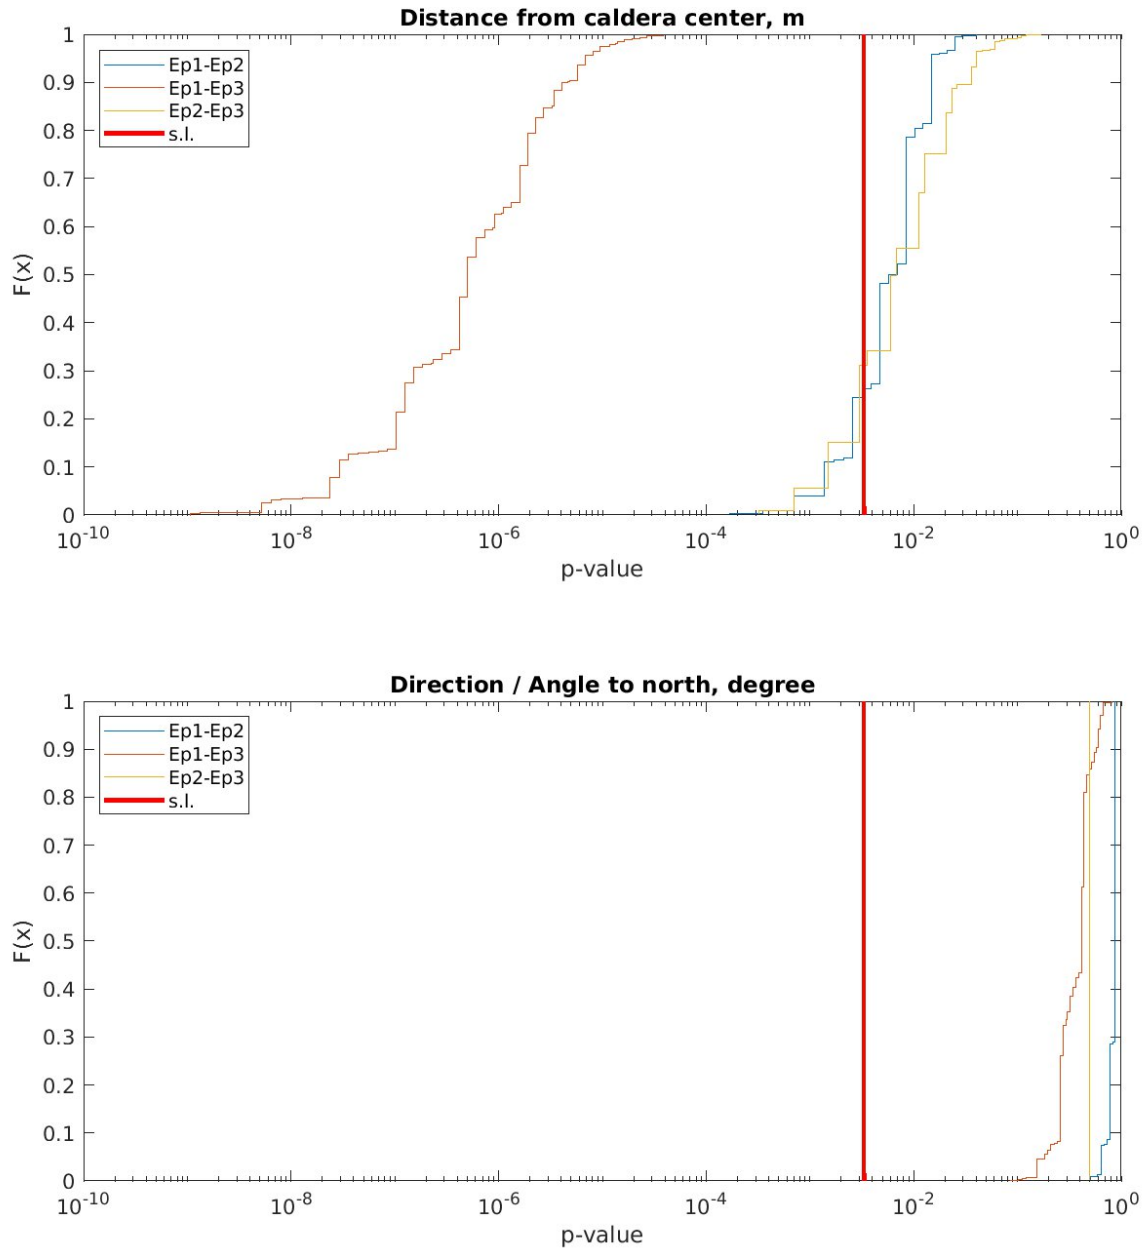 Distance from caldera center, m
1
0.9
0.8
0.7
0.6
0.5
0.4
0.3
0.2
0.1
0
F(x)
Ep1-Ep2
Ep1-Ep3
Ep2-Ep3
s.l.
10^-10 10^-8 10^-6 10^-4 10^-2 10^0
p-value
Direction / Angle to north, degree
1
0.9
0.8
0.7
0.6
0.5
0.4
0.3
0.2
0.1
0
F(x)
Ep1-Ep2
Ep1-Ep3
Ep2-Ep3
s.l.
10^-10 10^-8 10^-6 10^-4 10^-2 10^0
p-value